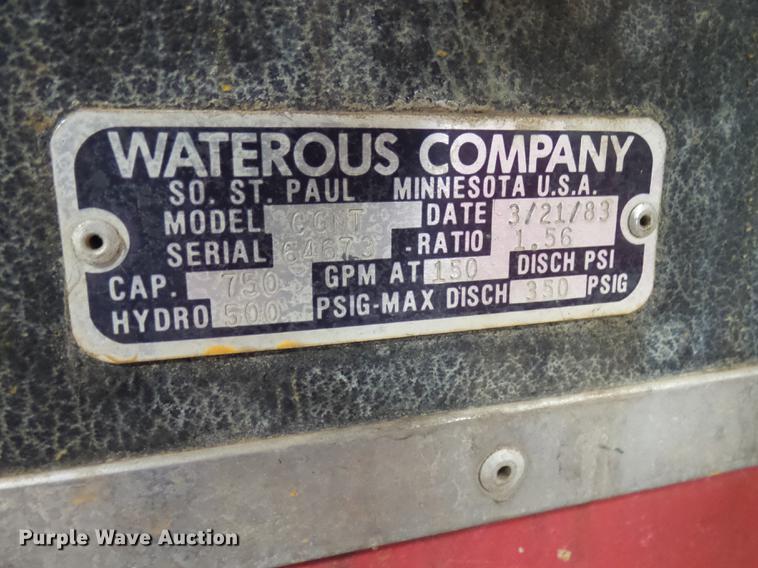 WATEROUS COMPANY
SO. ST. PAUL MINNESOTA U.S.A.
MODEL CGNT DATE 3/21/83
SERIAL 64673 -RATIO 1.56
CAP. 750 GPM AT 150 DISCH PSI
HYDRO 500 PSIG-MAX DISCH 350 PSIG
Purple Wave Auction